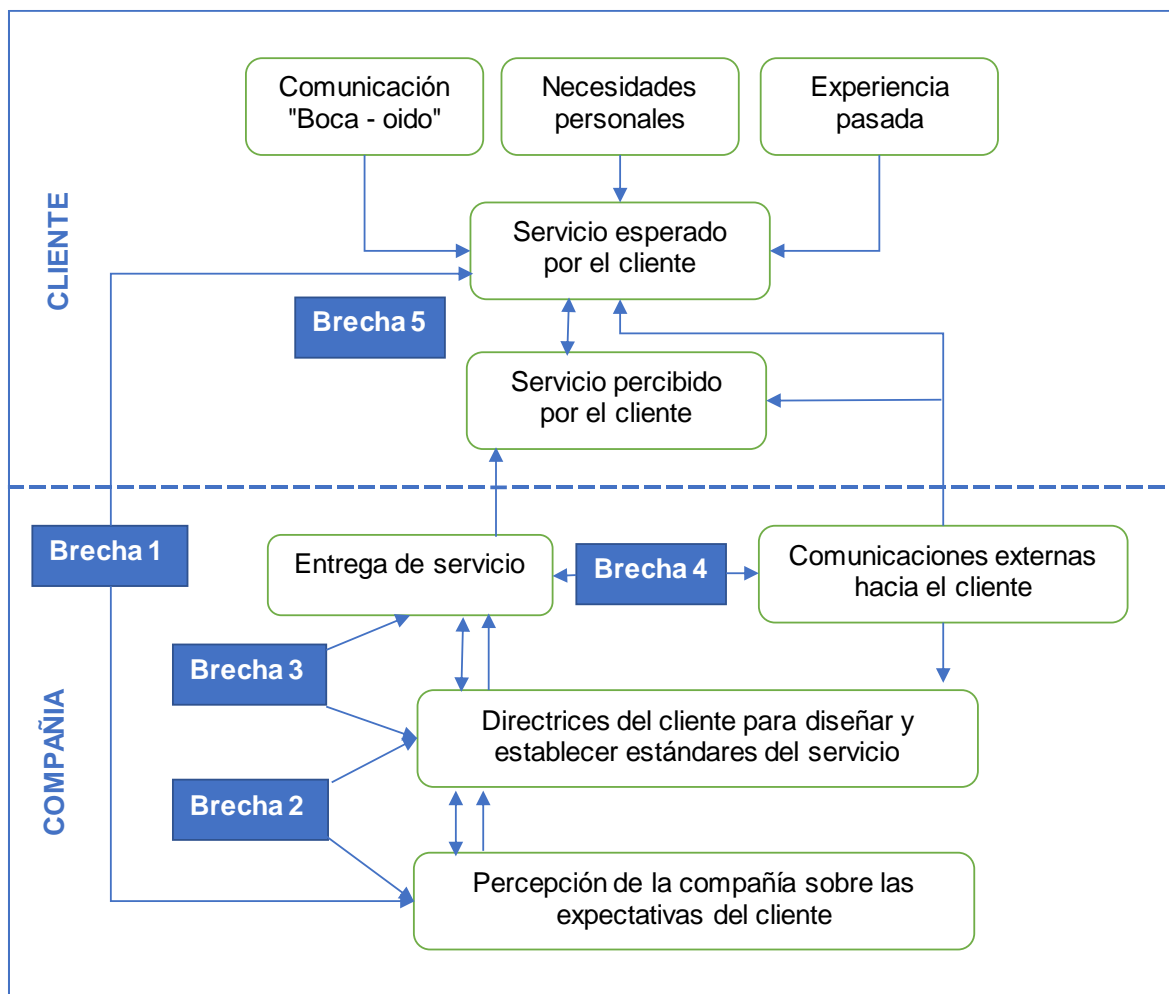 Comunicación
"Boca - oido"
Necesidades
personales
Experiencia
pasada
CLIENTE
Servicio esperado
por el cliente
Brecha 5
Servicio percibido
por el cliente
Brecha 1
Entrega de servicio
Brecha 4
Comunicaciones externas
hacia el cliente
Brecha 3
COMPAÑIA
Directrices del cliente para diseñar y
establecer estándares del servicio
Brecha 2
Percepción de la compañía sobre las
expectativas del cliente